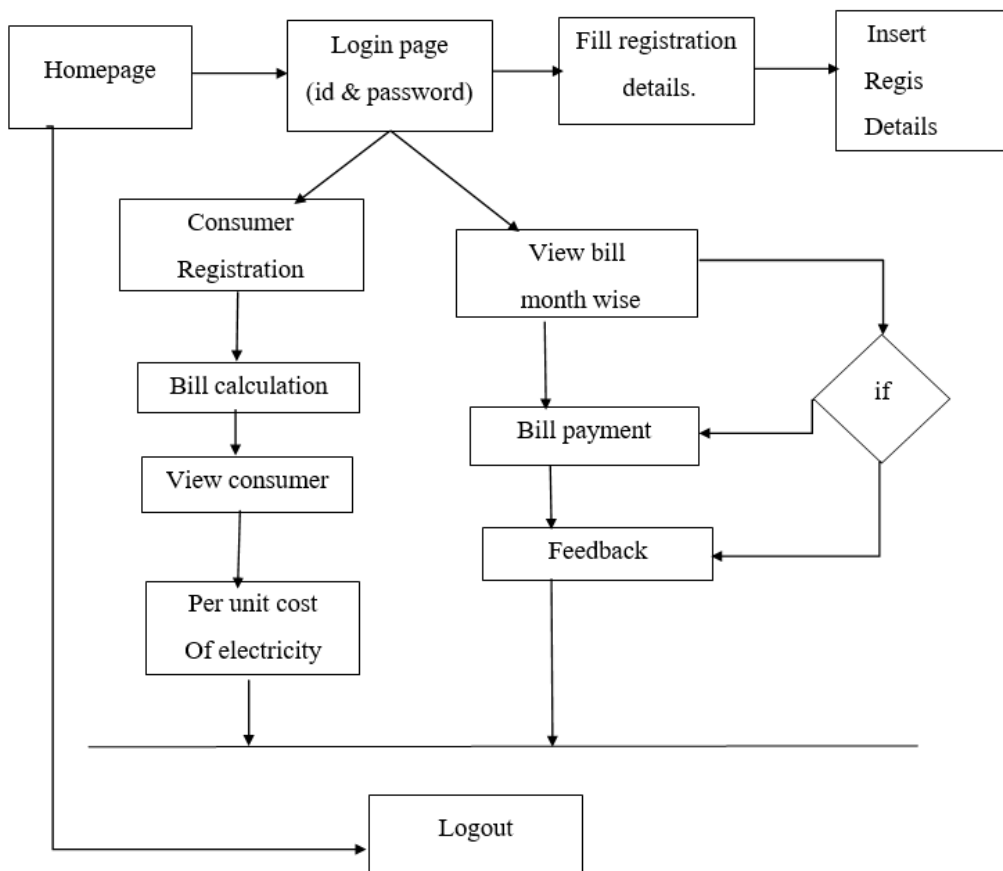 Homepage
Login page
(id & password)
Fill registration
details.
Insert
Regis
Details
Consumer
Registration
View bill
month wise
Bill calculation
if
Bill payment
View consumer
Feedback
Per unit cost
Of electricity
Logout